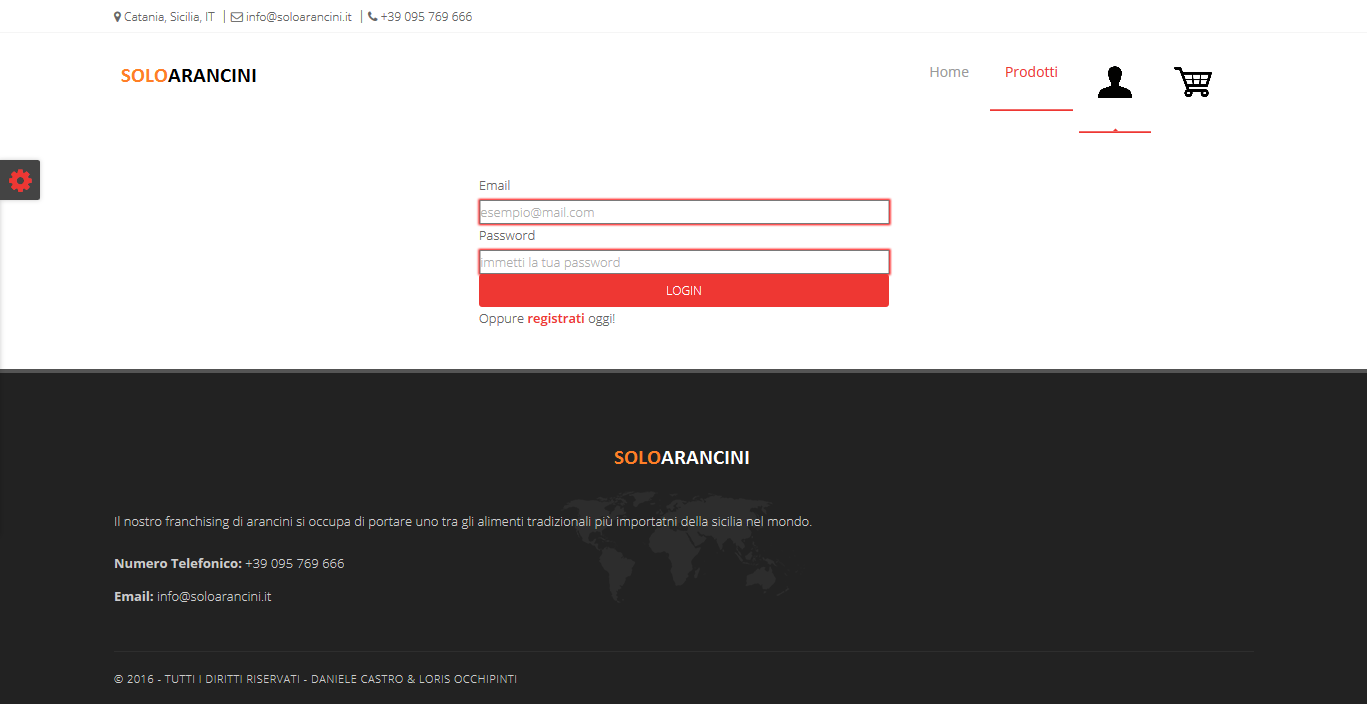 Catania, Sicilia, IT | info@soloarancini.it | +39 095 769 666
SOLOARANCINI
Home Prodotti
Email
esempio@mail.com
Password
immetti la tua password
LOGIN
Oppure registrati oggi!
SOLOARANCINI
Il nostro franchising di arancini si occupa di portare uno tra gli alimenti tradizionali più importatni della sicilia nel mondo.
Numero Telefonico: +39 095 769 666
Email: info@soloarancini.it
© 2016 - TUTTI I DIRITTI RISERVATI - DANIELE CASTRO & LORIS OCCHIPINTI